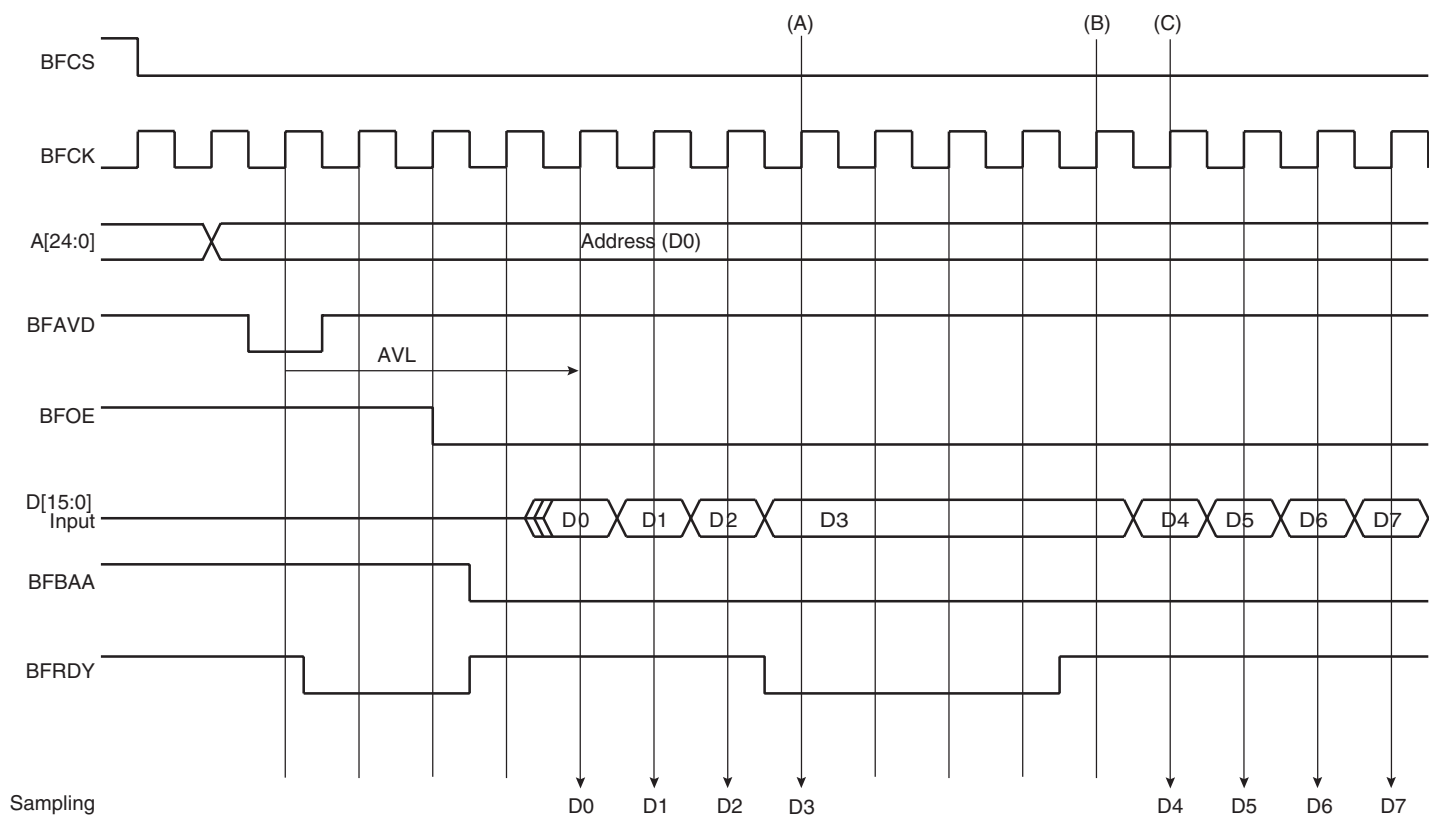 (A) (B) (C)
BFCS
BFCK
A[24:0] Address (D0)
BFAVD
AVL
BFOE
D[15:0]
Input D0 D1 D2 D3 D4 D5 D6 D7
BFBAA
BFRDY
Sampling D0 D1 D2 D3 D4 D5 D6 D7